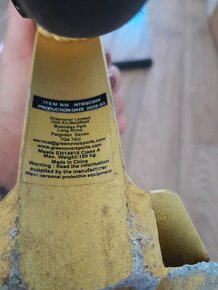 ITEM NO : NTRSC004
PRODUCTION DATE 2020-03
Greenover Limited
Unit A3,Westfield
Business Park
Long Road,
Paignton Devon
TQ4 7AU
service@greenoversports.com
www.greenoversports.com
Meets EN14619 Class A
Max. Weight:100 kg
Made in China
Warning : Read the information
supplied by the manufacturer
Wear personal protective equipment